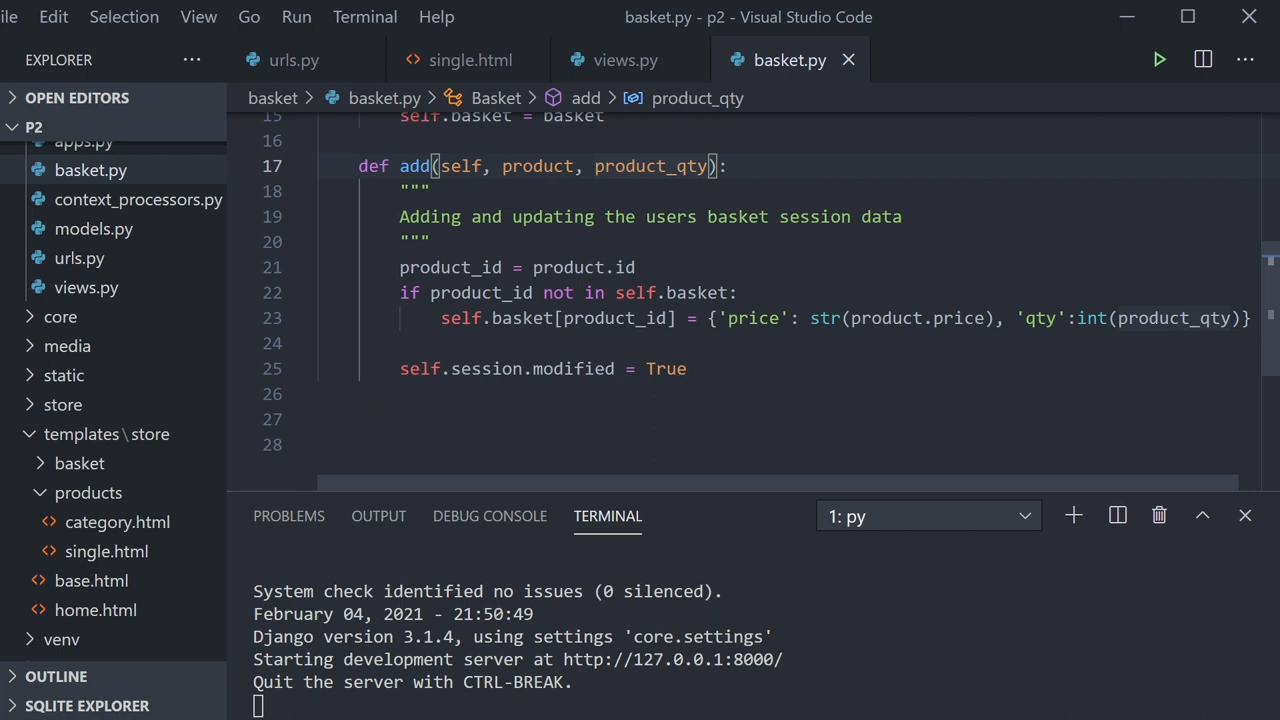 ile Edit Selection View Go Run Terminal Help basket.py - p2 - Visual Studio Code
EXPLORER ... urls.py <> single.html views.py basket.py ×
OPEN EDITORS
P2
apps.py
basket.py
context_processors.py
models.py
urls.py
views.py
core
media
static
store
templates\store
basket
products
<> category.html
<> single.html
<> base.html
<> home.html
venv
OUTLINE
SQLITE EXPLORER
basket > basket.py > Basket > add > product_qty
15 self.basket = basket
16
17 def add(self, product, product_qty):
18 """
19 Adding and updating the users basket session data
20 """
21 product_id = product.id
22 if product_id not in self.basket:
23 self.basket[product_id] = {'price': str(product.price), 'qty':int(product_qty)}
24
25 self.session.modified = True
26
27
28
PROBLEMS OUTPUT DEBUG CONSOLE TERMINAL 1: py
System check identified no issues (0 silenced).
February 04, 2021 - 21:50:49
Django version 3.1.4, using settings 'core.settings'
Starting development server at http://127.0.0.1:8000/
Quit the server with CTRL-BREAK.